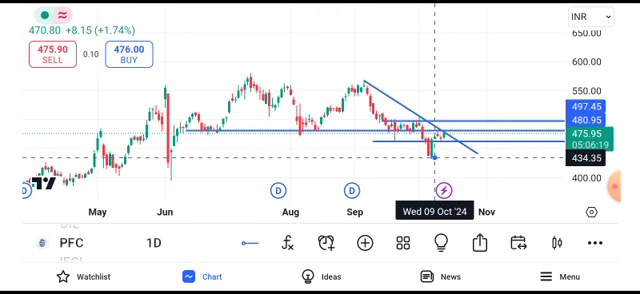 INR
470.80 +8.15 (+1.74%)
475.90 SELL
0.10
476.00 BUY
650.00
600.00
550.00
497.45
480.95
475.95
05:06:19
434.35
400.00
D
D
D
May
Jun
Aug
Sep
Wed 09 Oct '24
Nov
PFC
1D
Watchlist
Chart
Ideas
News
Menu